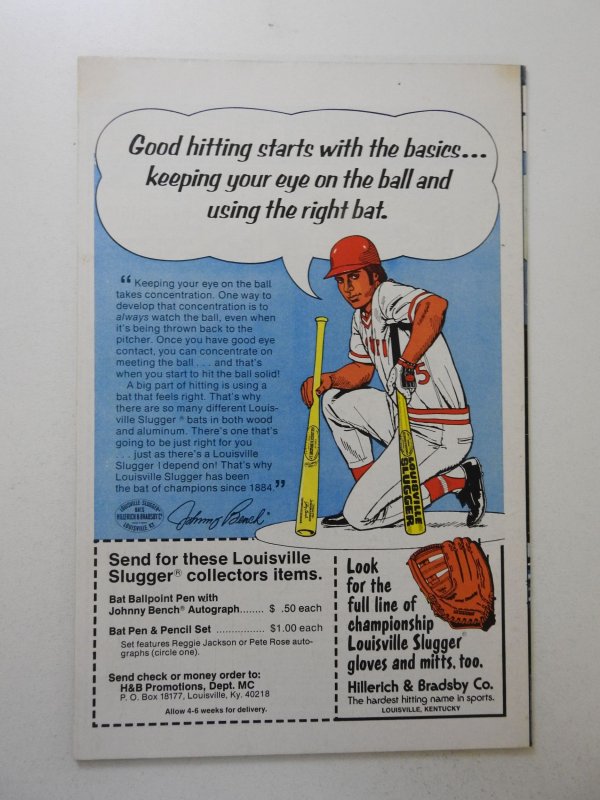 Good hitting starts with the basics...
keeping your eye on the ball and
using the right bat.
“Keeping your eye on the ball
takes concentration. One way to
develop that concentration is to
always watch the ball, even when
it's being thrown back to the
pitcher. Once you have good eye
contact, you can concentrate on
meeting the ball . . . and that's
when you start to hit the ball solid!
A big part of hitting is using a
bat that feels right. That's why
there are so many different Louis-
ville Slugger® bats in both wood
and aluminum. There's one that's
going to be just right for you
. . . just as there's a Louisville
Slugger I depend on! That's why
Louisville Slugger has been
the bat of champions since 1884.”
LOUISVILLE SLUGGER
BATS
HILLERICH & BRADSBY Co
LOUISVILLE, KY.
Johnny Bench
5
LOUISVILLE
SLUGGER
Send for these Louisville
Slugger® collectors items.
Bat Ballpoint Pen with
Johnny Bench® Autograph....... $ .50 each
Bat Pen & Pencil Set ................ $1.00 each
Set features Reggie Jackson or Pete Rose auto-
graphs (circle one).
Send check or money order to:
H&B Promotions, Dept. MC
P. O. Box 18177, Louisville, Ky. 40218
Allow 4-6 weeks for delivery.
Look
for the
full line of
championship
Louisville Slugger®
gloves and mitts, too.
Hillerich & Bradsby Co.
The hardest hitting name in sports.
LOUISVILLE, KENTUCKY